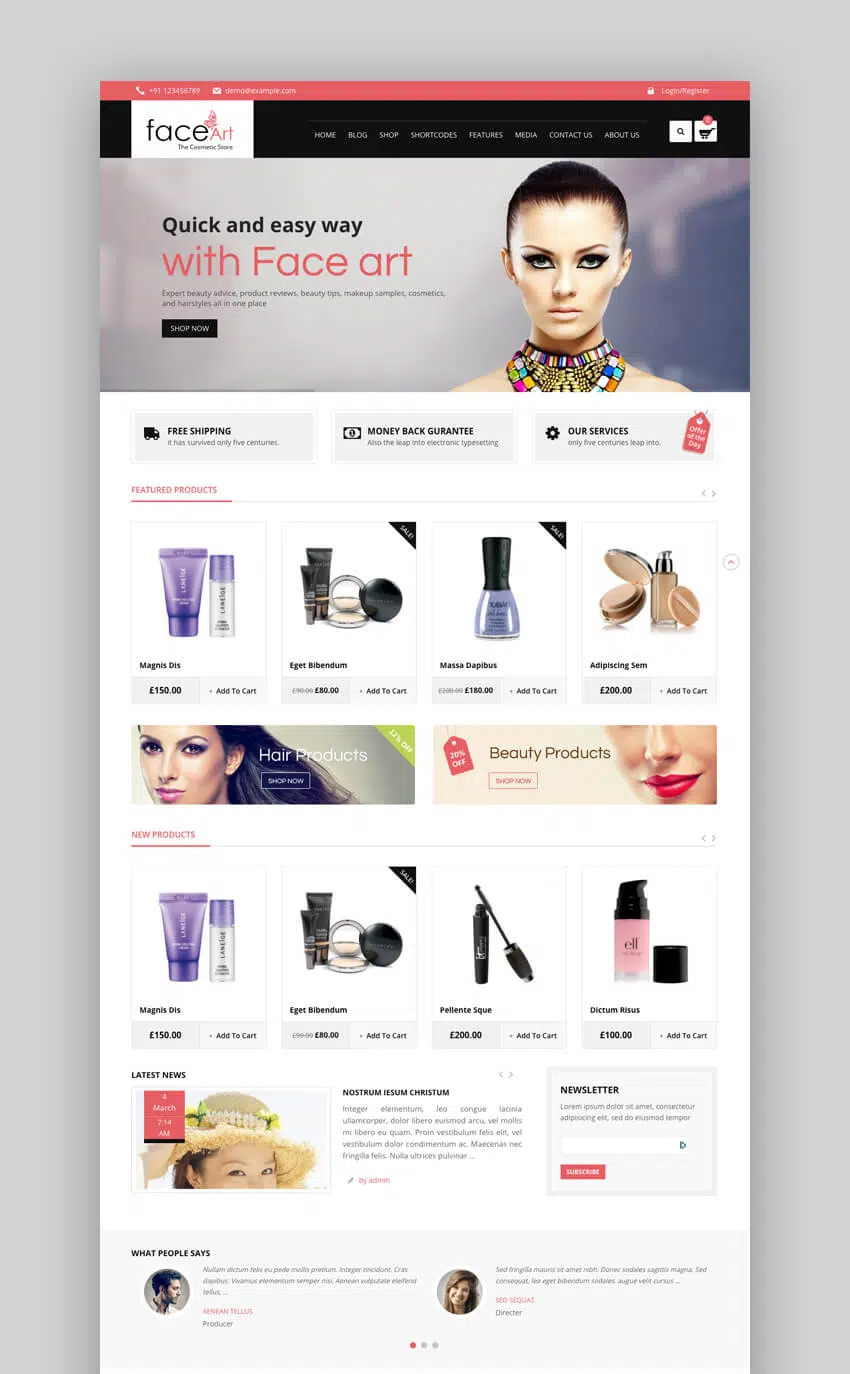 +91 123456789 demo@example.com Login/Register
face Art
The Cosmetic Store
HOME BLOG SHOP SHORTCODES FEATURES MEDIA CONTACT US ABOUT US
Quick and easy way
with Face art
Expert beauty advice, product reviews, beauty tips, makeup samples, cosmetics,
and hairstyles all in one place
SHOP NOW
FREE SHIPPING
it has survived only five centuries.
MONEY BACK GURANTEE
Also the leap into electronic typesetting
OUR SERVICES
only five centuries leap into.
Offer
of the
Day
FEATURED PRODUCTS
SALE!
SALE!
LANEIGE
LANEIGE
Magnis Dis
Eget Bibendum
Massa Dapibus
Adipiscing Sem
£150.00 + Add To Cart
£90.00 £80.00 + Add To Cart
£200.00 £180.00 + Add To Cart
£200.00 + Add To Cart
Hair Products
SHOP NOW
12% OFF
20%
OFF
Beauty Products
SHOP NOW
NEW PRODUCTS
SALE!
LANEIGE
LANEIGE
elf
Magnis Dis
Eget Bibendum
Pellente Sque
Dictum Risus
£150.00 + Add To Cart
£90.00 £80.00 + Add To Cart
£200.00 + Add To Cart
£100.00 + Add To Cart
LATEST NEWS
4
March
7:14
AM
NOSTRUM IESUM CHRISTUM
Integer elementum, leo congue lacinia
ullamcorper, dolor libero euismod arcu, vel mollis
mi libero eu quam. Proin vestibulum felis elit, vel
vestibulum dolor condimentum ac. Maecenas nec
fringilla felis. Nulla ultrices pulvinar ...
by admin
NEWSLETTER
Lorem ipsum dolor sit amet, consectetur
adipisicing elit, sed do eiusmod tempor
SUBSCRIBE
WHAT PEOPLE SAYS
Nullam dictum felis eu pede mollis pretium. Integer tincidunt. Cras
dapibus. Vivamus elementum semper nisi. Aenean vulputate eleifend
tellus, ...
AENEAN TELLUS
Producer
Sed fringilla mauris sit amet nibh. Donec sodales sagittis magna. Sed
consequat, leo eget bibendum sodales, augue velit cursus ...
SED SEQUAT.
Directer